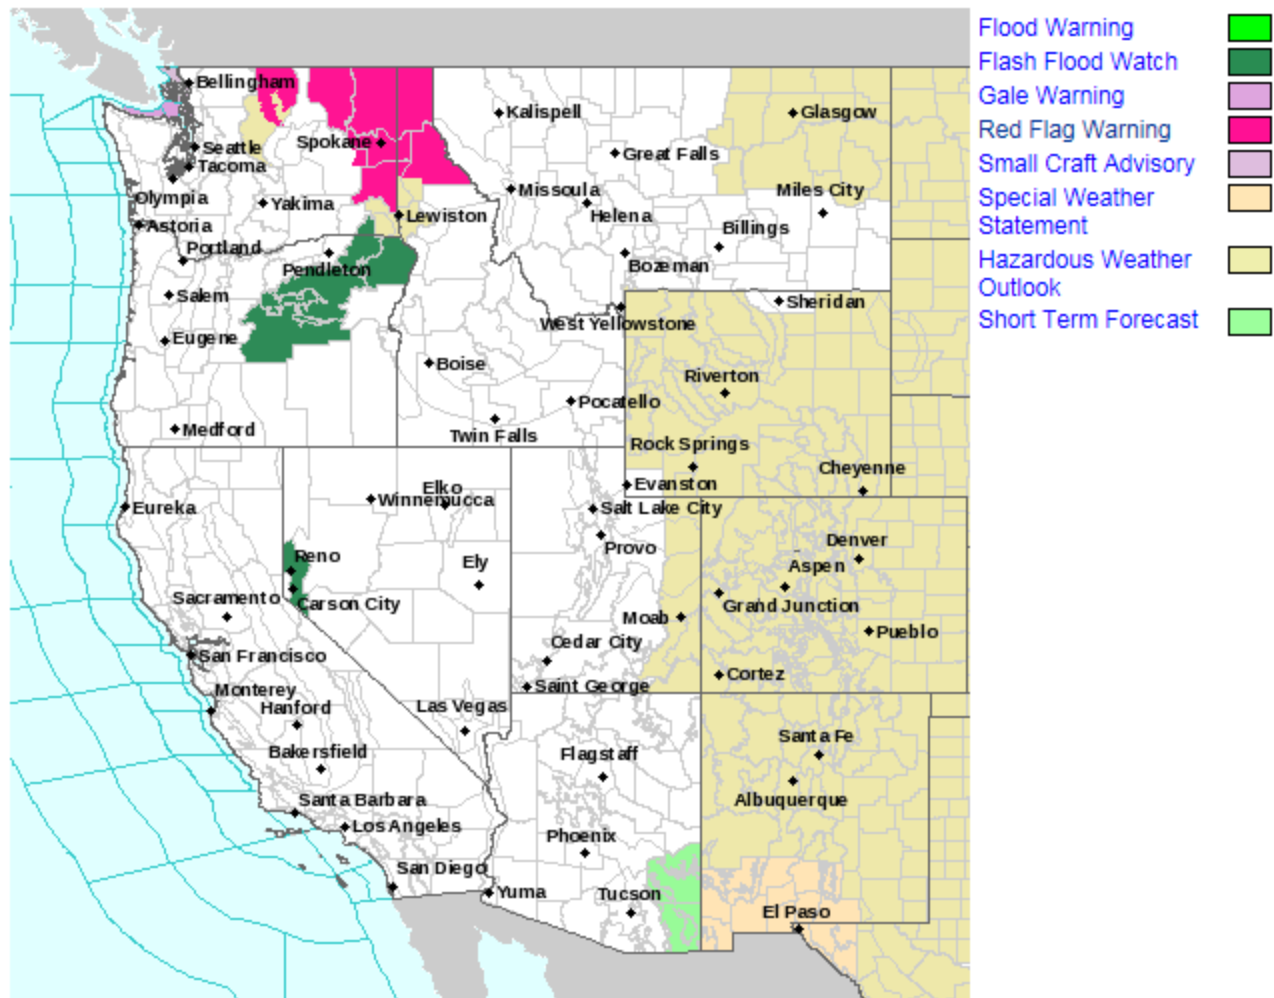 Flood Warning
Flash Flood Watch
Gale Warning
Red Flag Warning
Small Craft Advisory
Special Weather
Statement
Hazardous Weather
Outlook
Short Term Forecast
Bellingham
Kalispell
Glasgow
Spokane
Seattle
Great Falls
Tacoma
Missoula
Miles City
Olympia
Yakima
Lewiston
Helena
Astoria
Billings
Portland
Pendleton
Bozeman
Salem
Sheridan
West Yellowstone
Eugene
Boise
Riverton
Pocatello
Medford
Twin Falls
Rock Springs
Cheyenne
Evanston
Elko
Winnemucca
Eureka
Salt Lake City
Provo
Denver
Reno
Ely
Aspen
Sacramento
Carson City
Grand Junction
Moab
Pueblo
Cedar City
San Francisco
Cortez
Saint George
Monterey
Hanford
Las Vegas
Santa Fe
Bakersfield
Flagstaff
Santa Barbara
Albuquerque
Los Angeles
Phoenix
San Diego
Yuma
Tucson
El Paso